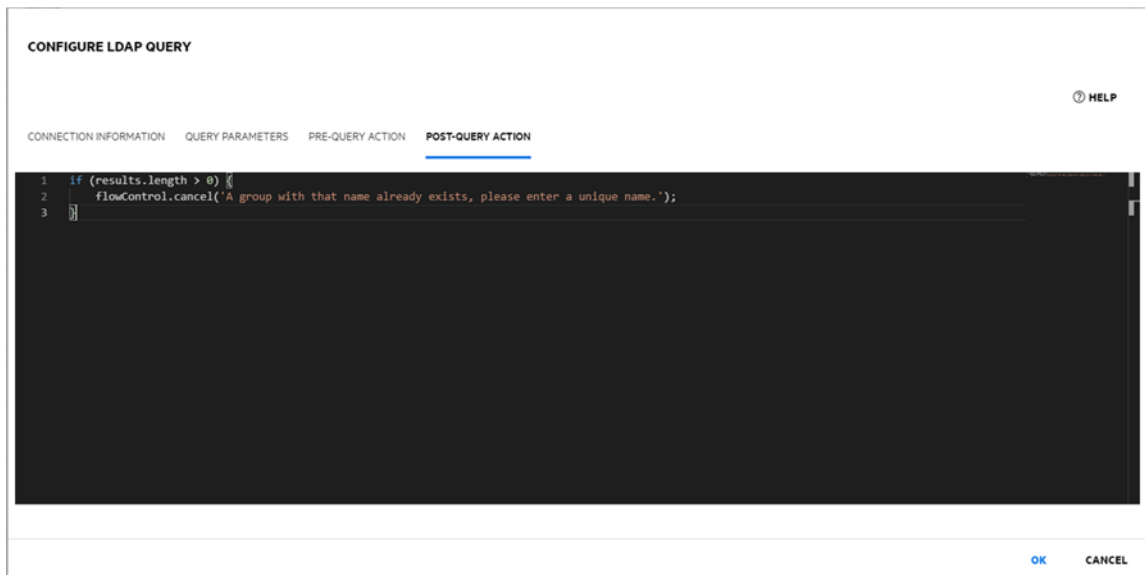 CONFIGURE LDAP QUERY
HELP
CONNECTION INFORMATION QUERY PARAMETERS PRE-QUERY ACTION POST-QUERY ACTION
1 if (results.length > 0) {
2 flowControl.cancel('A group with that name already exists, please enter a unique name.');
3 }
OK CANCEL